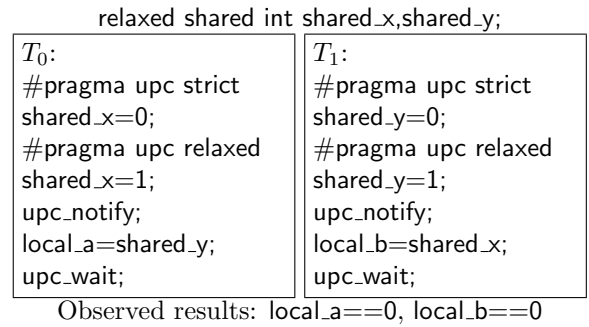 relaxed shared int shared_x,shared_y;
T₀:
#pragma upc strict
shared_x=0;
#pragma upc relaxed
shared_x=1;
upc_notify;
local_a=shared_y;
upc_wait;
T₁:
#pragma upc strict
shared_y=0;
#pragma upc relaxed
shared_y=1;
upc_notify;
local_b=shared_x;
upc_wait;
Observed results: local_a==0, local_b==0